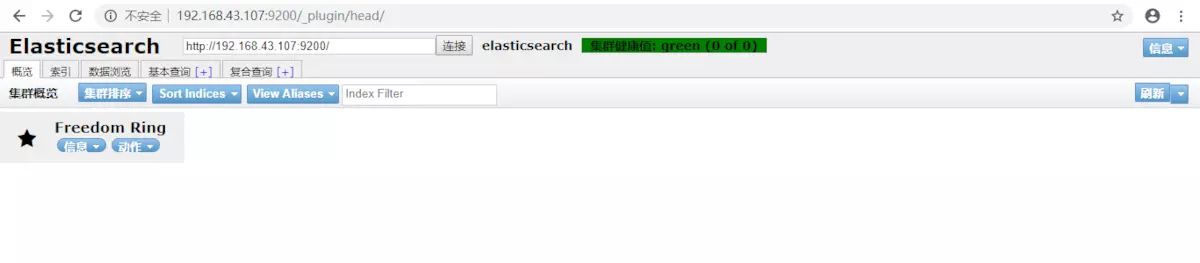 不安全 | 192.168.43.107:9200/_plugin/head/
Elasticsearch http://192.168.43.107:9200/ 连接 elasticsearch 集群健康值: green (0 of 0) 信息
概览 索引 数据浏览 基本查询 [+] 复合查询 [+]
集群概览 集群排序 Sort Indices View Aliases Index Filter 刷新
Freedom Ring
信息 动作